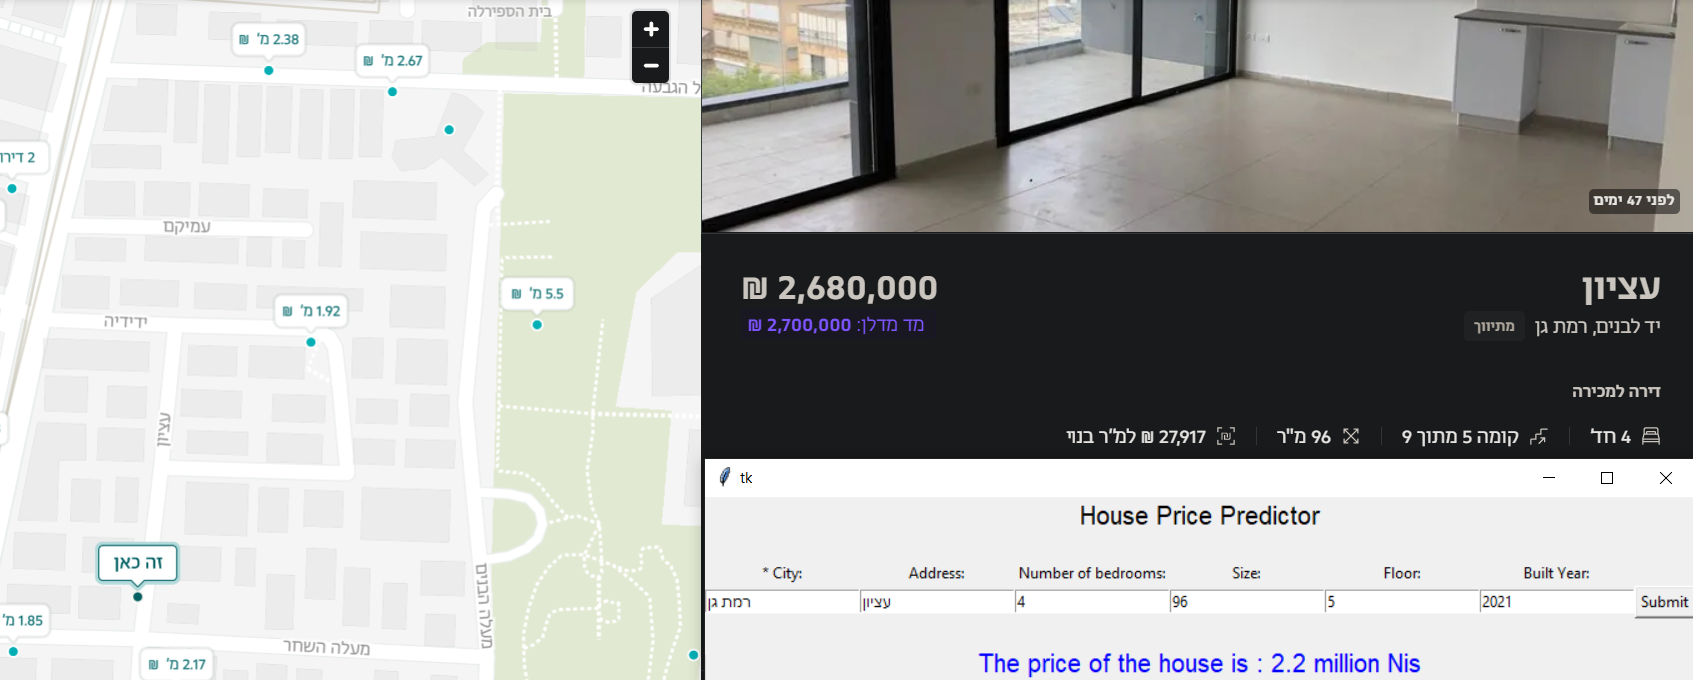 בית הספירלה
2.38 מ' ₪
2.67 מ' ₪
ל הגבעה
2 דירו
עמיקם
5.5 מ' ₪
1.92 מ' ₪
ידידיה
עציון
זה כאן
מעלה הבנים
1.85 מ'
מעלה השחר
2.17 מ' ₪
+
−
לפני 47 ימים
עציון
2,680,000 ₪
יד לבנים, רמת גן
מתיווך
מד מדלן: 2,700,000 ₪
דירה למכירה
4 חד'
קומה 5 מתוך 9
96 מ"ר
27,917 ₪ למ"ר בנוי
tk
House Price Predictor
* City: Address: Number of bedrooms: Size: Floor: Built Year:
רמת גן עציון 4 96 5 2021 Submit
The price of the house is : 2.2 million Nis